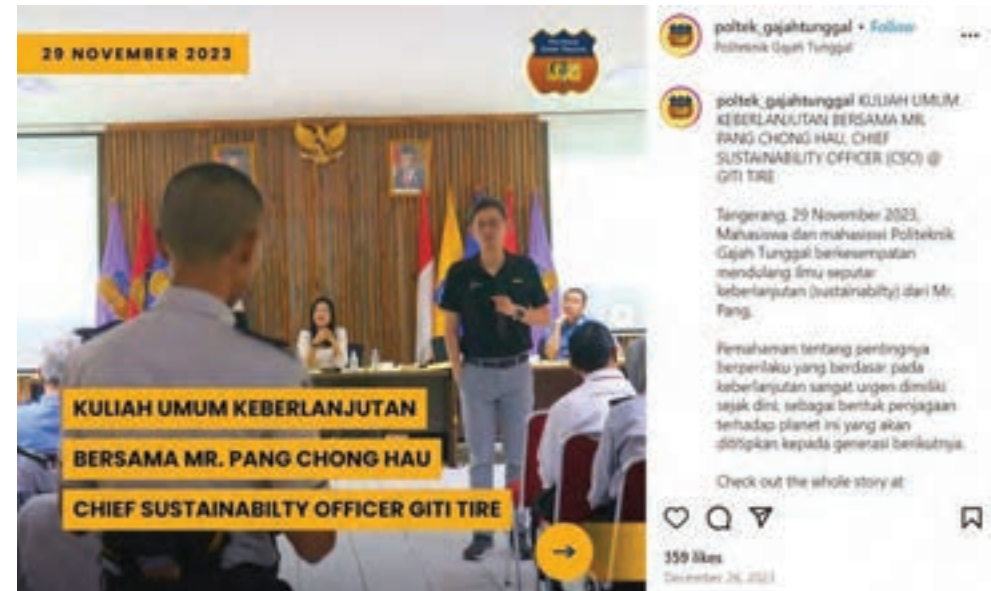 29 NOVEMBER 2023
KULIAH UMUM KEBERLANJUTAN
BERSAMA MR. PANG CHONG HAU
CHIEF SUSTAINABILTY OFFICER GITI TIRE
poltek_gajahtunggal • Follow
Politeknik Gajah Tunggal
poltek_gajahtunggal KULIAH UMUM
KEBERLANJUTAN BERSAMA MR.
PANG CHONG HAU, CHIEF
SUSTAINABILITY OFFICER (CSO) @
GITI TIRE
Tangerang, 29 November 2023,
Mahasiswa dan mahasiswi Politeknik
Gajah Tunggal berkesempatan
mendulang ilmu seputar
keberlanjutan (sustainabilty) dari Mr.
Pang.
Pemahaman tentang pentingnya
berperilaku yang berdasar pada
keberlanjutan sangat urgen dimiliki
sejak dini, sebagai bentuk penjagaan
terhadap planet ini yang akan
dititipkan kepada generasi berikutnya.
Check out the whole story at
359 likes
December 26, 2023